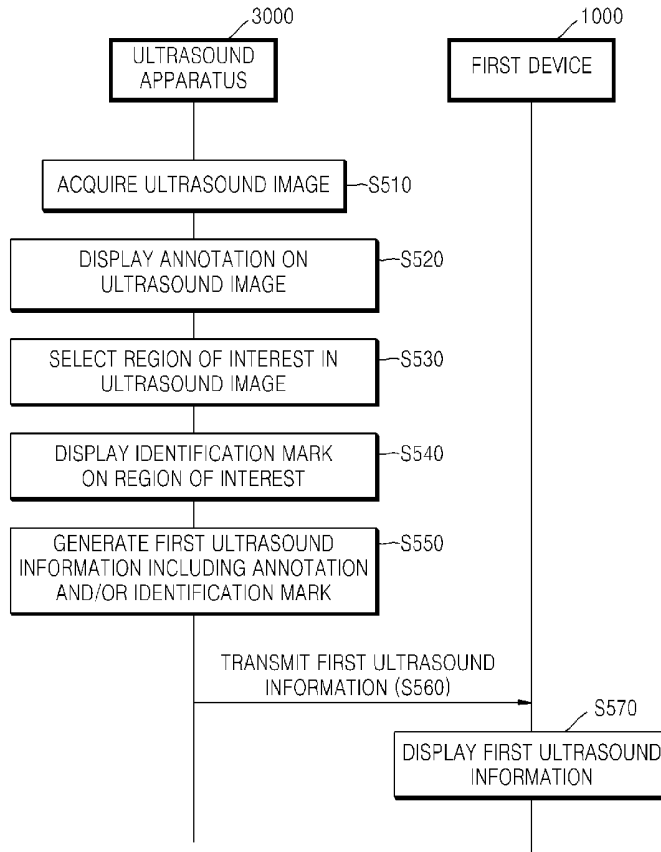 3000
1000
ULTRASOUND
APPARATUS
FIRST DEVICE
ACQUIRE ULTRASOUND IMAGE
S510
DISPLAY ANNOTATION ON
ULTRASOUND IMAGE
S520
SELECT REGION OF INTEREST IN
ULTRASOUND IMAGE
S530
DISPLAY IDENTIFICATION MARK
ON REGION OF INTEREST
S540
GENERATE FIRST ULTRASOUND
INFORMATION INCLUDING ANNOTATION
AND/OR IDENTIFICATION MARK
S550
TRANSMIT FIRST ULTRASOUND
INFORMATION (S560)
S570
DISPLAY FIRST ULTRASOUND
INFORMATION